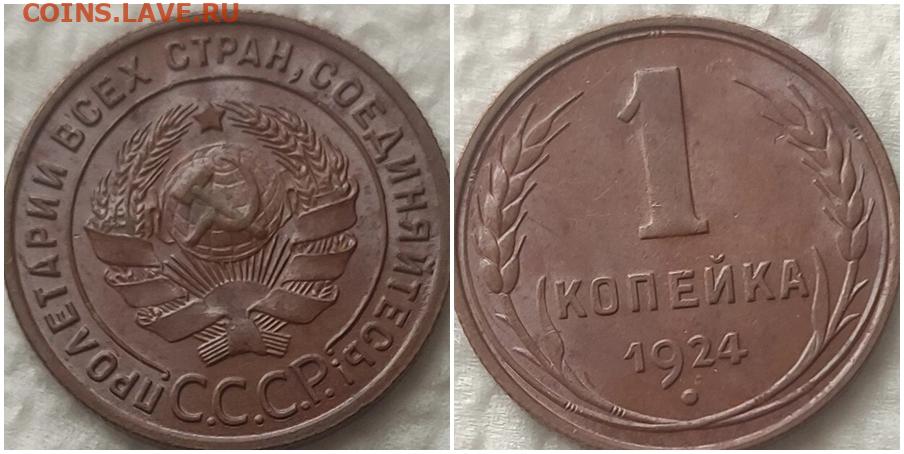 COINS.LAVE.RU
ПРОЛЕТАРИИ ВСЕХ СТРАН, СОЕДИНЯЙТЕСЬ!
С.С.С.Р.
1
КОПЕЙКА
1924